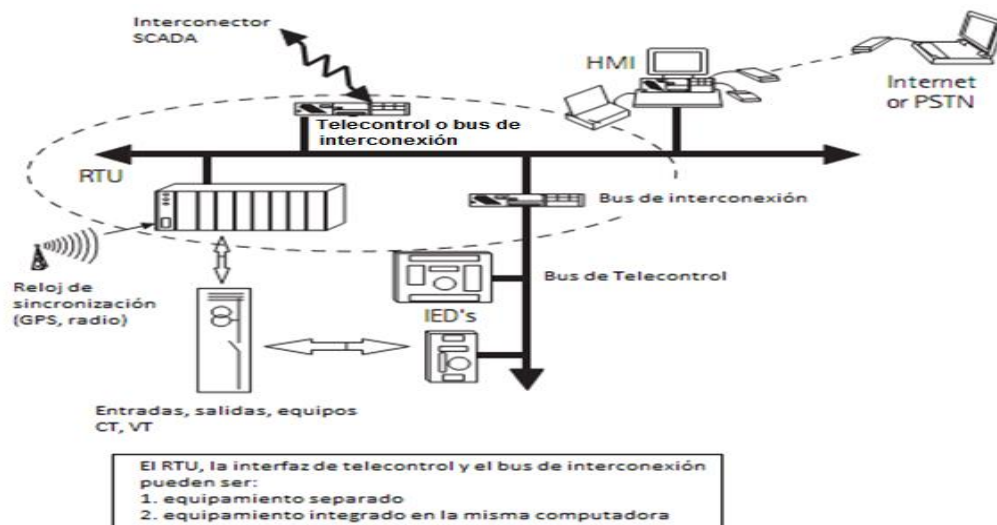 Interconector
SCADA
HMI
Internet
or PSTN
Telecontrol o bus de
interconexión
RTU
Bus de interconexión
Reloj de
sincronización
(GPS, radio)
Bus de Telecontrol
IED's
Entradas, salidas, equipos
CT, VT
El RTU, la interfaz de telecontrol y el bus de interconexión
pueden ser:
1. equipamiento separado
2. equipamiento integrado en la misma computadora